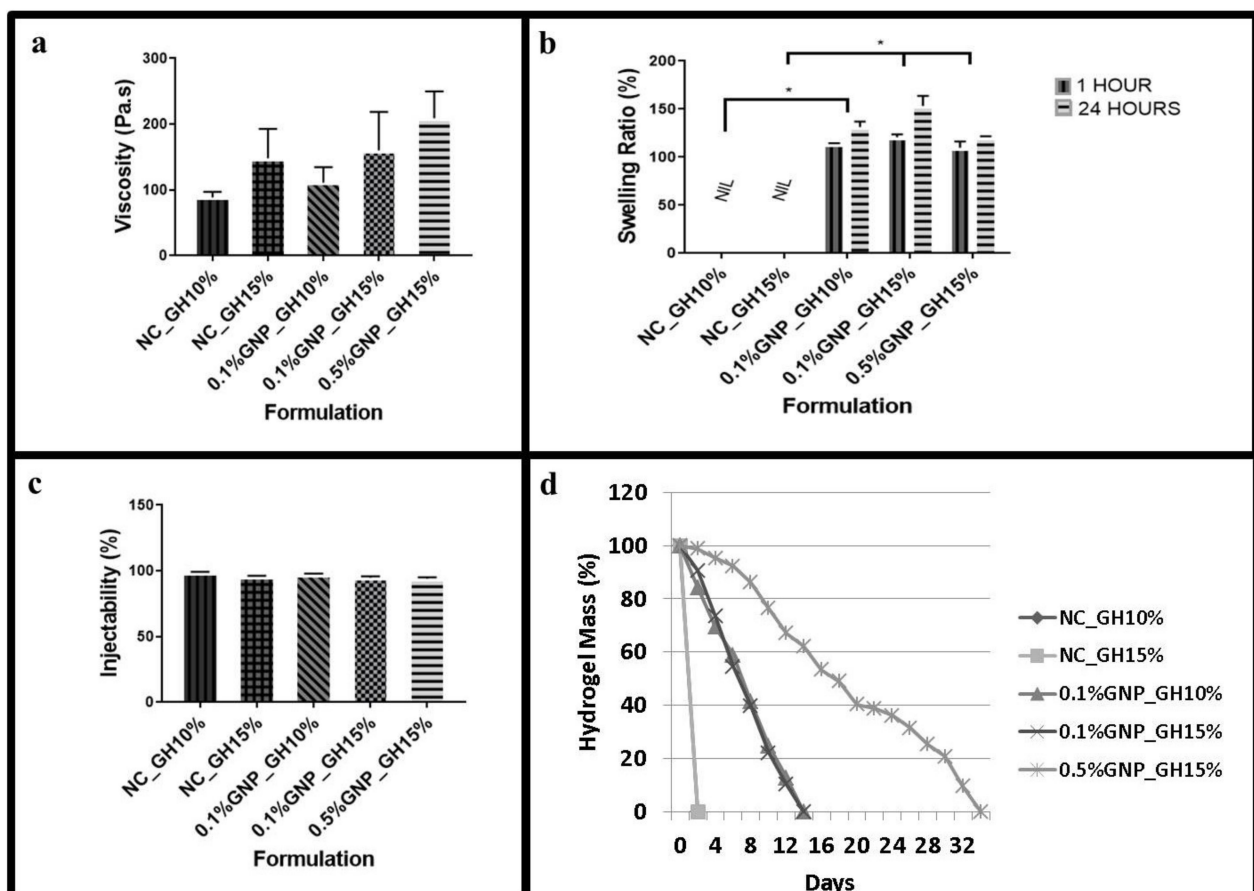 a
Viscosity (Pa.s)
300
200
100
0
NC_GH10%
NC_GH15%
0.1%GNP_GH10%
0.1%GNP_GH15%
0.5%GNP_GH15%
Formulation
b
Swelling Ratio (%)
200
150
100
50
0
*
*
NIL
NIL
NC_GH10%
NC_GH15%
0.1%GNP_GH10%
0.1%GNP_GH15%
0.5%GNP_GH15%
Formulation
1 HOUR
24 HOURS
c
Injectability (%)
150
100
50
0
NC_GH10%
NC_GH15%
0.1%GNP_GH10%
0.1%GNP_GH15%
0.5%GNP_GH15%
Formulation
d
Hydrogel Mass (%)
120
100
80
60
40
20
0
0 4 8 12 16 20 24 28 32
Days
NC_GH10%
NC_GH15%
0.1%GNP_GH10%
0.1%GNP_GH15%
0.5%GNP_GH15%